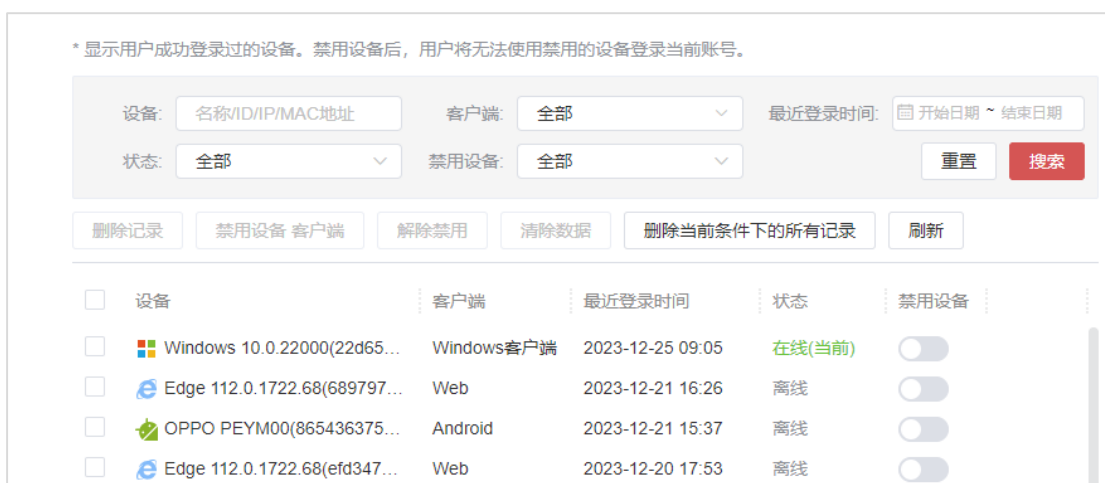 * 显示用户成功登录过的设备。禁用设备后，用户将无法使用禁用的设备登录当前账号。
设备: 名称/ID/IP/MAC地址 客户端: 全部 最近登录时间: 开始日期 ~ 结束日期
状态: 全部 禁用设备: 全部 重置 搜索
删除记录 禁用设备 客户端 解除禁用 清除数据 删除当前条件下的所有记录 刷新
设备 客户端 最近登录时间 状态 禁用设备
Windows 10.0.22000(22d65... Windows客户端 2023-12-25 09:05 在线(当前)
Edge 112.0.1722.68(689797... Web 2023-12-21 16:26 离线
OPPO PEYM00(865436375... Android 2023-12-21 15:37 离线
Edge 112.0.1722.68(efd347... Web 2023-12-20 17:53 离线